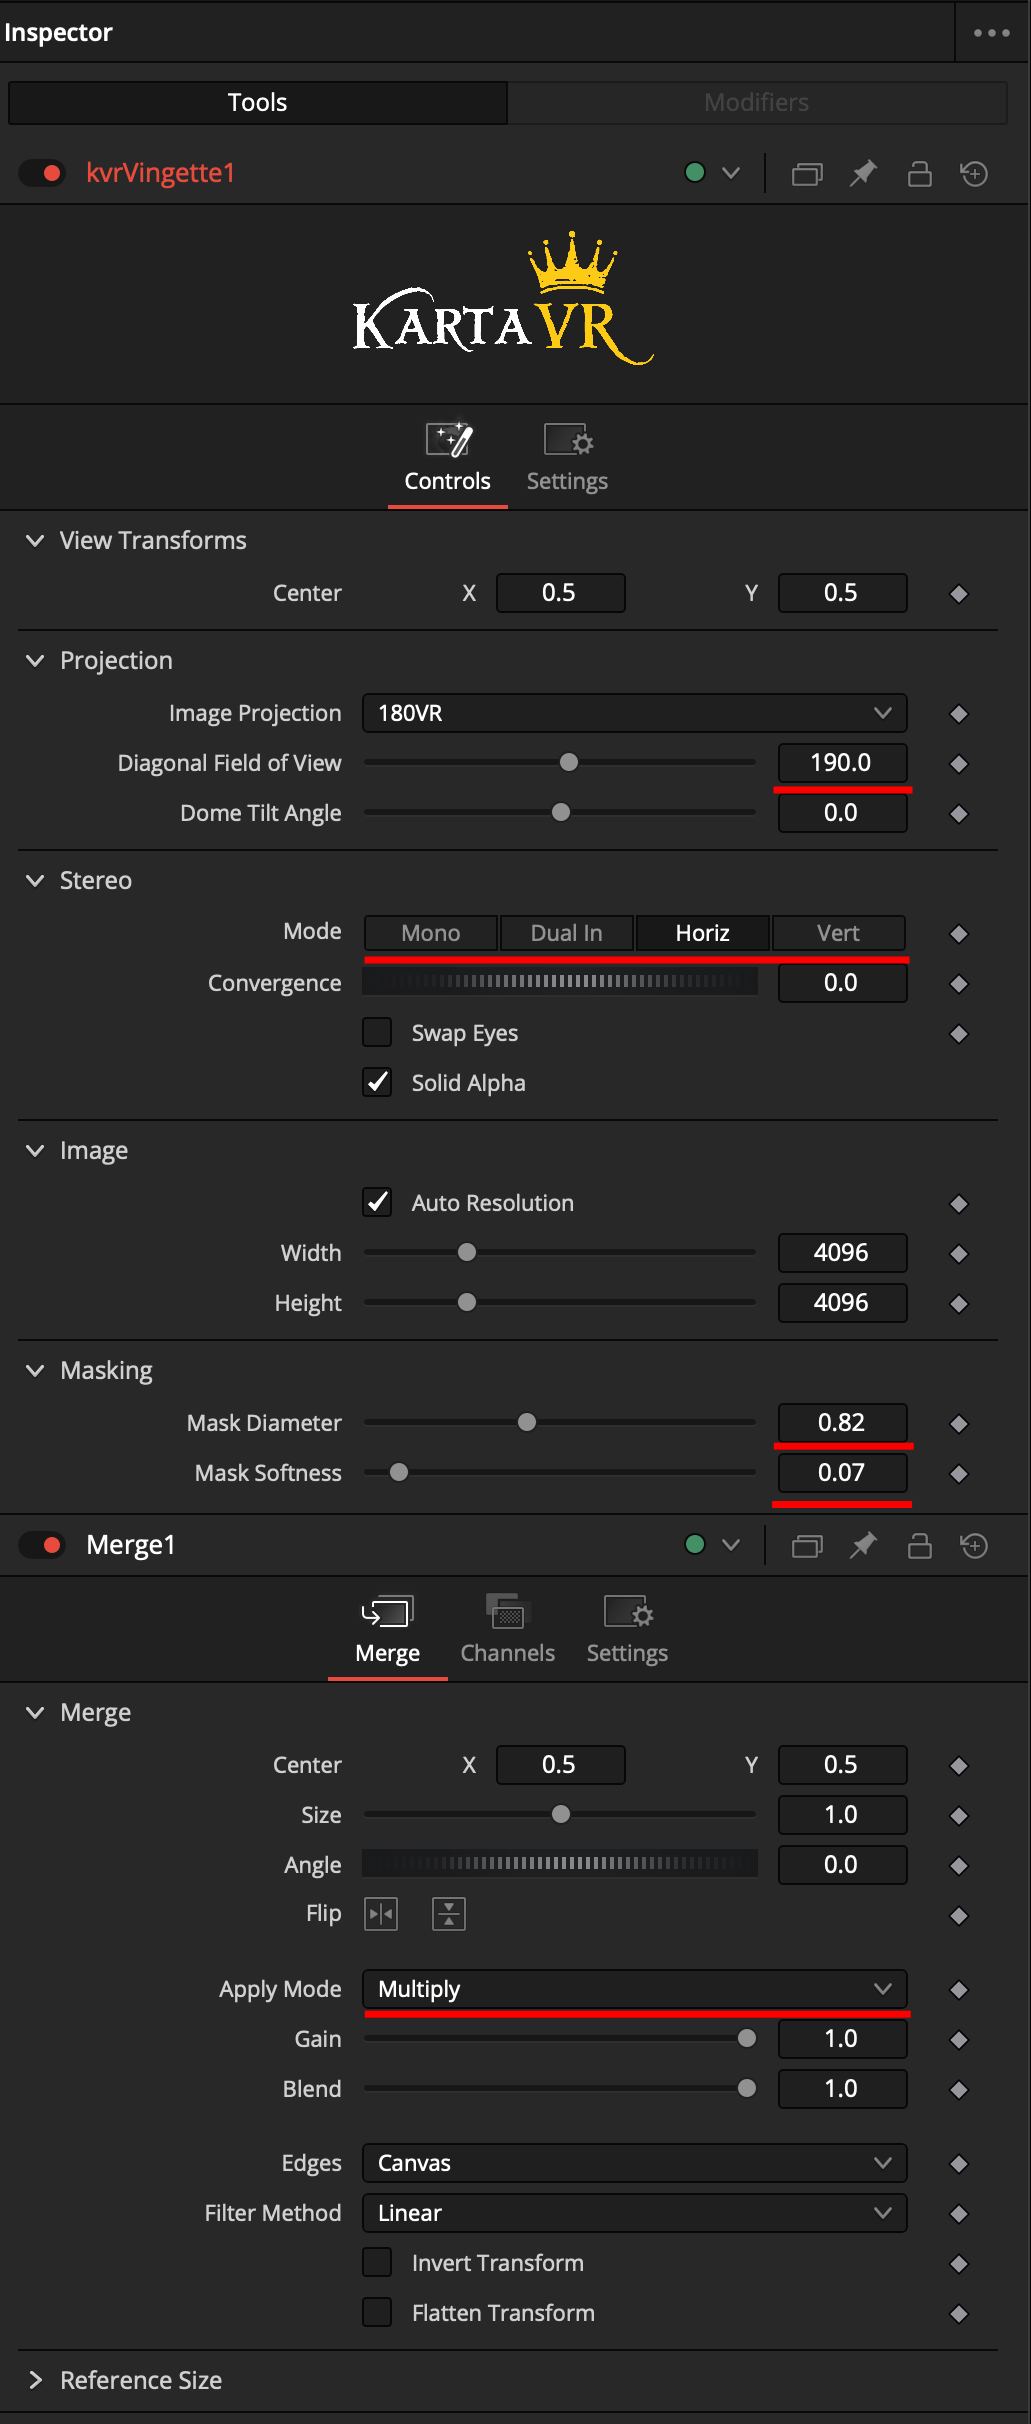 Inspector
Tools Modifiers
kvrVingette1
KARTAVR
Controls Settings
View Transforms
Center X 0.5 Y 0.5
Projection
Image Projection 180VR
Diagonal Field of View 190.0
Dome Tilt Angle 0.0
Stereo
Mode Mono Dual In Horiz Vert
Convergence 0.0
Swap Eyes
Solid Alpha
Image
Auto Resolution
Width 4096
Height 4096
Masking
Mask Diameter 0.82
Mask Softness 0.07
Merge1
Merge Channels Settings
Merge
Center X 0.5 Y 0.5
Size 1.0
Angle 0.0
Flip
Apply Mode Multiply
Gain 1.0
Blend 1.0
Edges Canvas
Filter Method Linear
Invert Transform
Flatten Transform
Reference Size